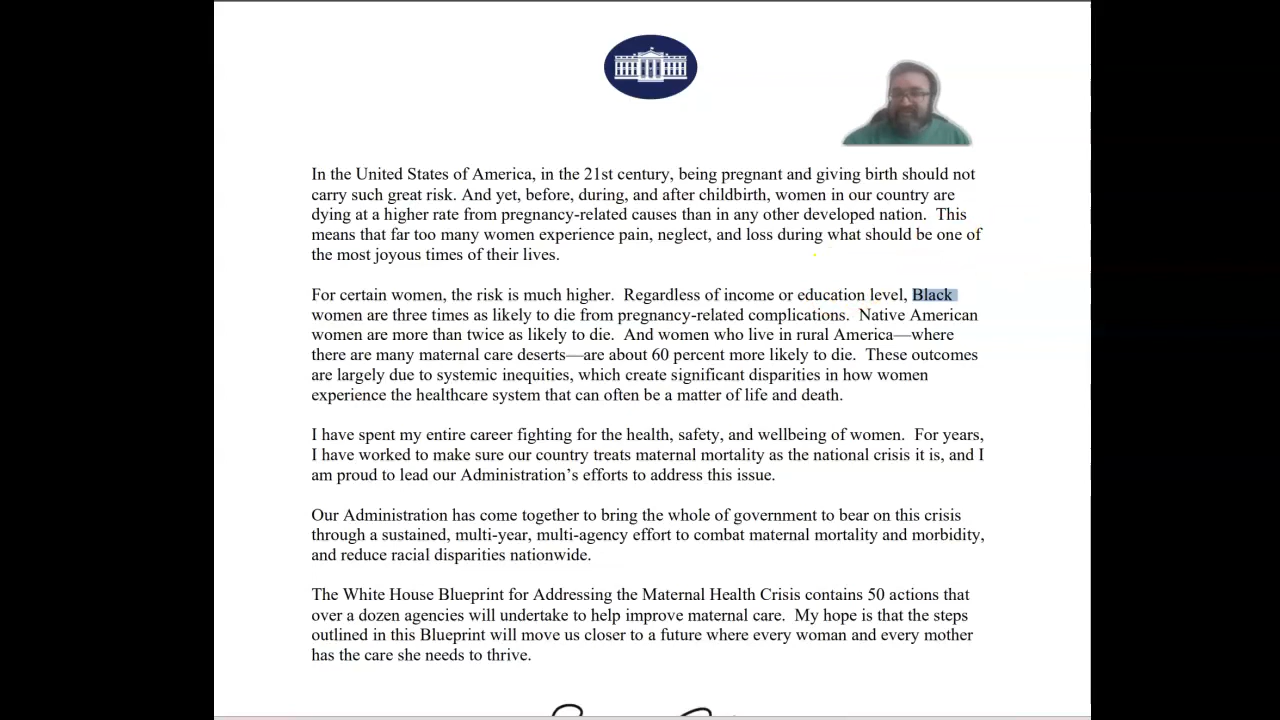 In the United States of America, in the 21st century, being pregnant and giving birth should not
carry such great risk. And yet, before, during, and after childbirth, women in our country are
dying at a higher rate from pregnancy-related causes than in any other developed nation.  This
means that far too many women experience pain, neglect, and loss during what should be one of
the most joyous times of their lives.
For certain women, the risk is much higher.  Regardless of income or education level, Black
women are three times as likely to die from pregnancy-related complications.  Native American
women are more than twice as likely to die.  And women who live in rural America—where
there are many maternal care deserts—are about 60 percent more likely to die.  These outcomes
are largely due to systemic inequities, which create significant disparities in how women
experience the healthcare system that can often be a matter of life and death.
I have spent my entire career fighting for the health, safety, and wellbeing of women.  For years,
I have worked to make sure our country treats maternal mortality as the national crisis it is, and I
am proud to lead our Administration’s efforts to address this issue.
Our Administration has come together to bring the whole of government to bear on this crisis
through a sustained, multi-year, multi-agency effort to combat maternal mortality and morbidity,
and reduce racial disparities nationwide.
The White House Blueprint for Addressing the Maternal Health Crisis contains 50 actions that
over a dozen agencies will undertake to help improve maternal care.  My hope is that the steps
outlined in this Blueprint will move us closer to a future where every woman and every mother
has the care she needs to thrive.